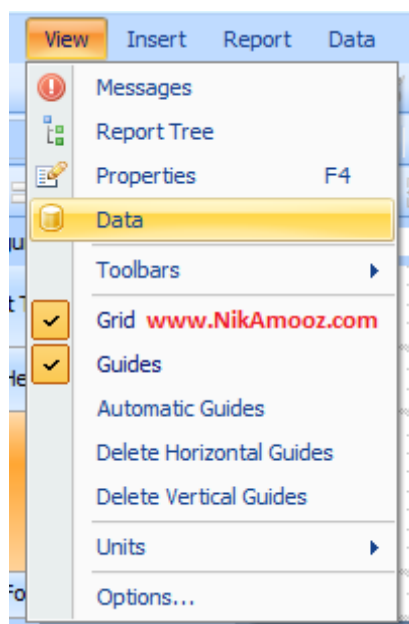 View Insert Report Data
Messages
Report Tree
Properties F4
Data
Toolbars
Grid www.NikAmooz.com
Guides
Automatic Guides
Delete Horizontal Guides
Delete Vertical Guides
Units
Options...